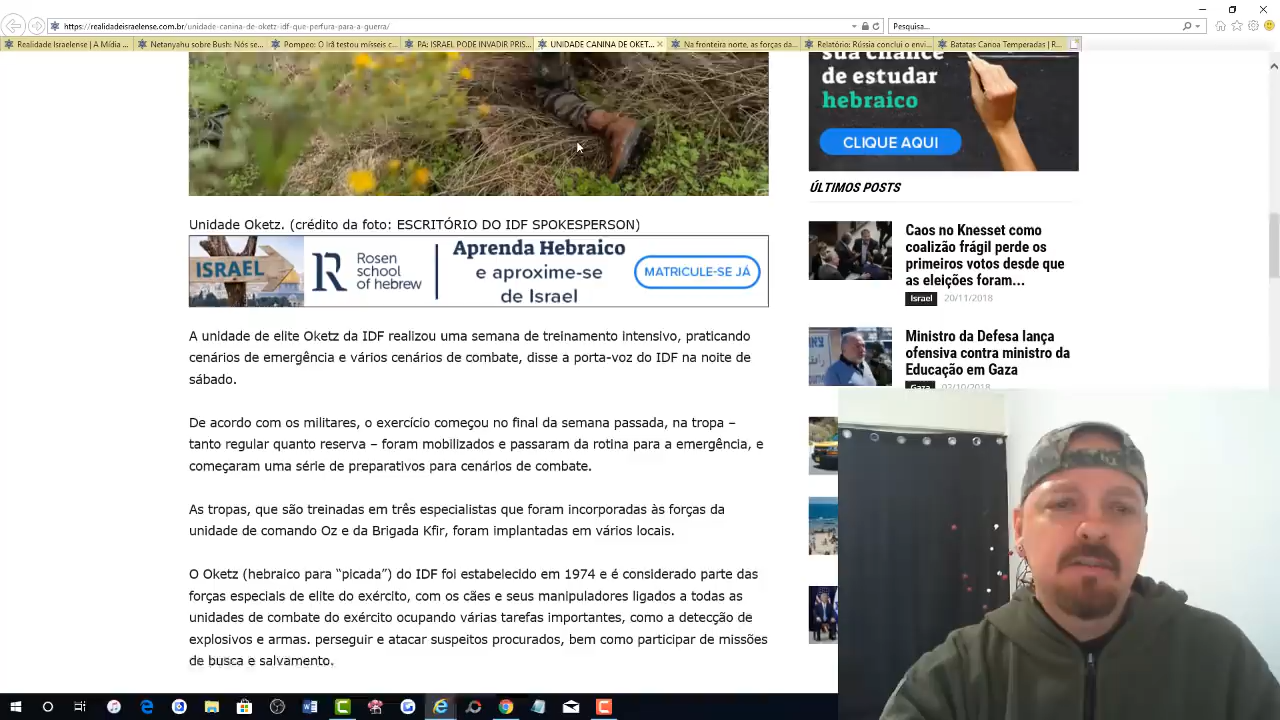 https://realidadeisraelense.com.br/unidade-canina-de-oketz-idf-que-perfura-para-a-guerra/
Pesquisa...
Realidade Israelense | A Mídia ...
Netanyahu sobre Bush: Nós se...
Pompeo: O Irã testou mísseis c...
PA: ISRAEL PODE INVADIR PRIS...
UNIDADE CANINA DE OKET...
Na fronteira norte, as forças da...
Relatório: Rússia conclui o envi...
Batatas Canoa Temperadas | R...
sua chance
de estudar
hebraico
CLIQUE AQUI
ÚLTIMOS POSTS
Unidade Oketz. (crédito da foto: ESCRITÓRIO DO IDF SPOKESPERSON)
ISRAEL
Rosen
school
of hebrew
Aprenda Hebraico
e aproxime-se
de Israel
MATRICULE-SE JÁ
A unidade de elite Oketz da IDF realizou uma semana de treinamento intensivo, praticando
cenários de emergência e vários cenários de combate, disse a porta-voz do IDF na noite de
sábado.
De acordo com os militares, o exercício começou no final da semana passada, na tropa –
tanto regular quanto reserva – foram mobilizados e passaram da rotina para a emergência, e
começaram uma série de preparativos para cenários de combate.
As tropas, que são treinadas em três especialistas que foram incorporadas às forças da
unidade de comando Oz e da Brigada Kfir, foram implantadas em vários locais.
O Oketz (hebraico para “picada”) do IDF foi estabelecido em 1974 e é considerado parte das
forças especiais de elite do exército, com os cães e seus manipuladores ligados a todas as
unidades de combate do exército ocupando várias tarefas importantes, como a detecção de
explosivos e armas. perseguir e atacar suspeitos procurados, bem como participar de missões
de busca e salvamento.
Caos no Knesset como
coalizão frágil perde os
primeiros votos desde que
as eleições foram...
Israel 20/11/2018
Ministro da Defesa lança
ofensiva contra ministro da
Educação em Gaza
Gaza 02/10/2018